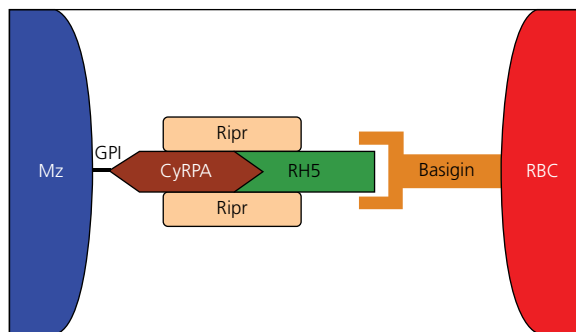 Ripr
GPI
Mz
CyRPA
RH5
Basigin
RBC
Ripr